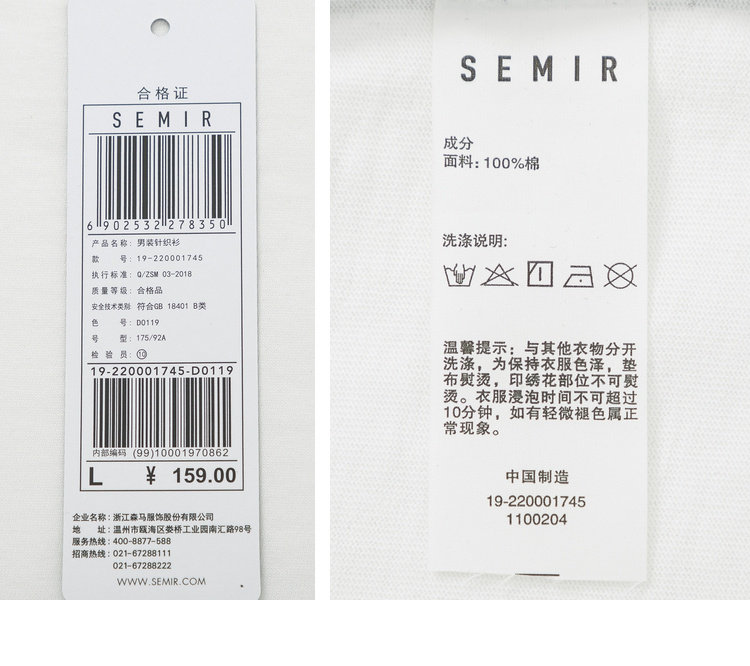 合格证
SEMIR
6 902532 278350
产品名称: 男装针织衫
款 号: 19-220001745
执行标准: Q/ZSM 03-2018
质量等级: 合格品
安全技术类别: 符合GB 18401 B类
色 号: D0119
号 型: 175/92A
检 验 员: ⑩
19-220001745-D0119
内部编码 (99)10001970862
L ¥ 159.00
企业名称: 浙江森马服饰股份有限公司
地 址: 温州市瓯海区娄桥工业园南汇路98号
服务热线: 400-8877-588
招商热线: 021-67288111
021-67288222
WWW.SEMIR.COM
SEMIR
成分
面料: 100%棉
洗涤说明:
温馨提示: 与其他衣物分开
洗涤, 为保持衣服色泽, 垫
布熨烫, 印绣花部位不可熨
烫。衣服浸泡时间不可超过
10分钟, 如有轻微褪色属正
常现象。
中国制造
19-220001745
1100204